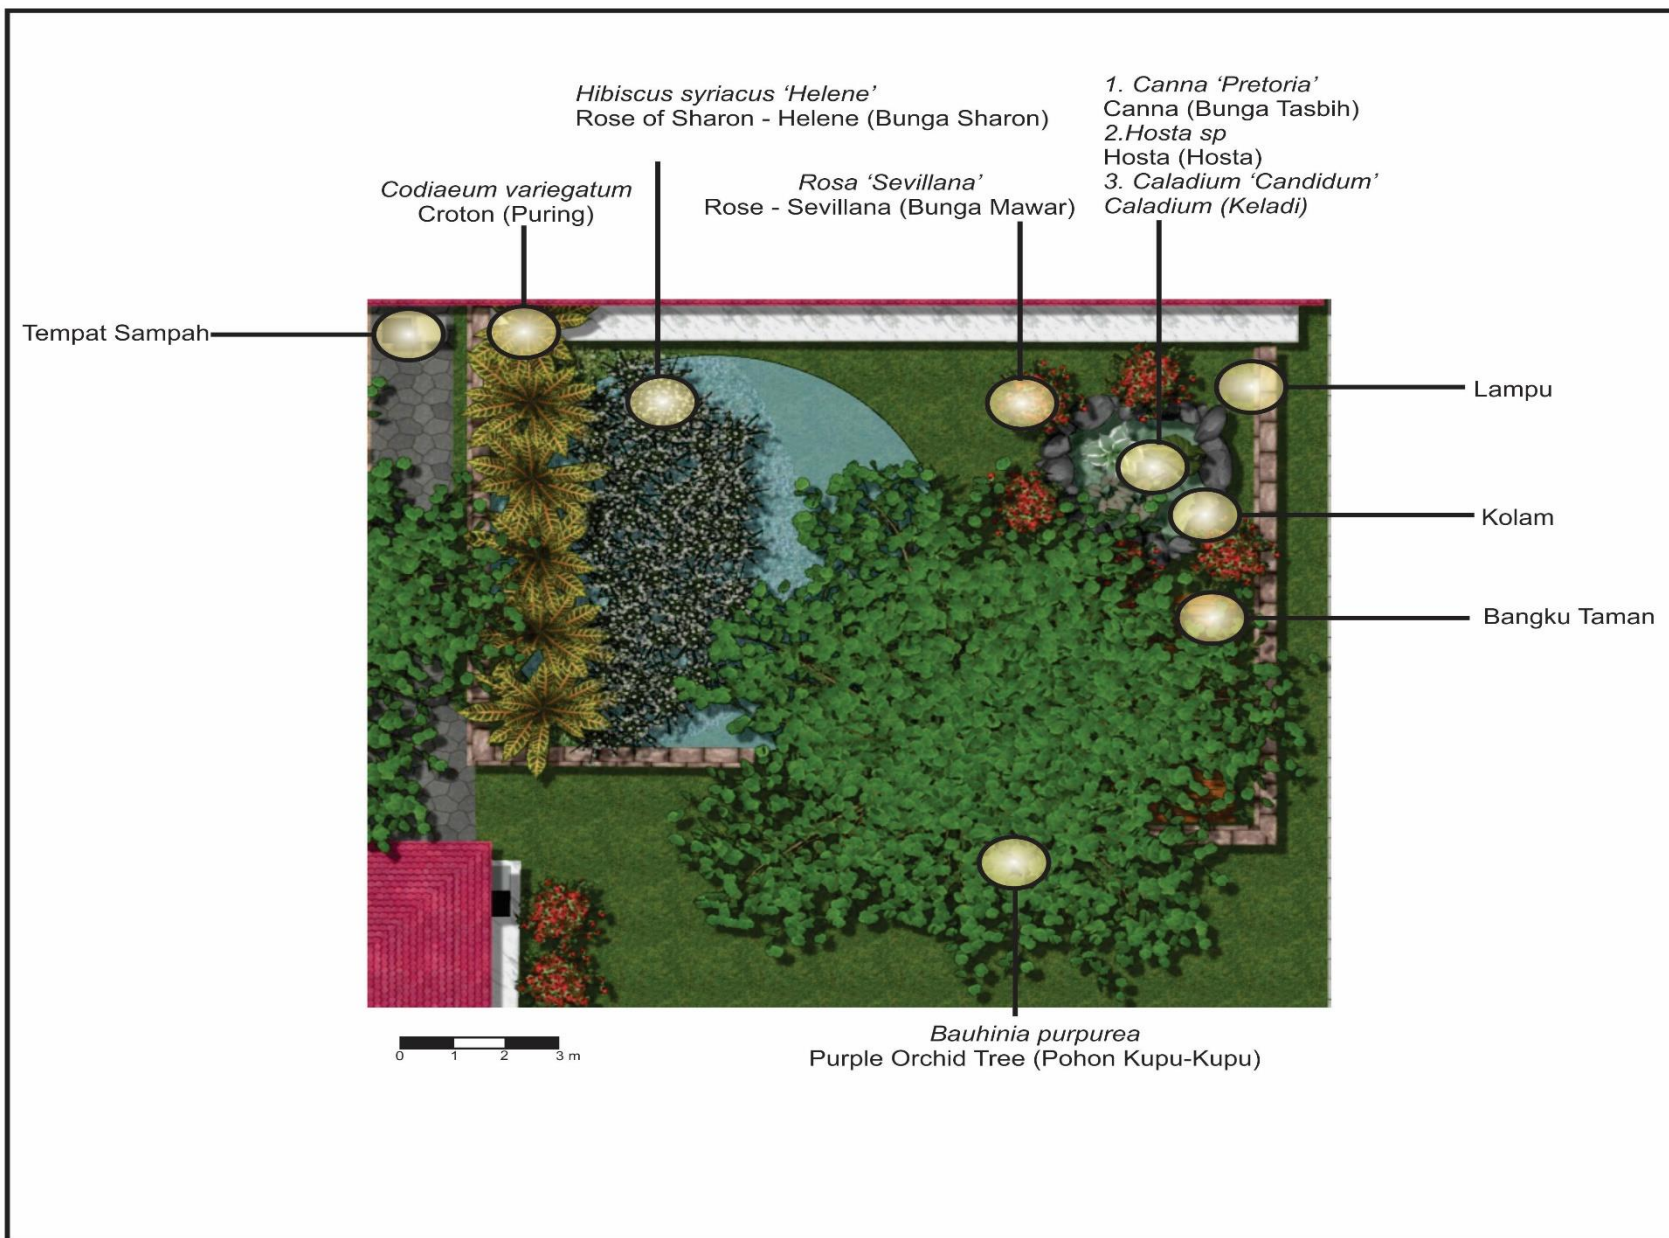 Hibiscus syriacus ‘Helene’
Rose of Sharon - Helene (Bunga Sharon)
1. Canna ‘Pretoria’
Canna (Bunga Tasbih)
2.Hosta sp
Hosta (Hosta)
3. Caladium ‘Candidum’
Caladium (Keladi)
Codiaeum variegatum
Croton (Puring)
Rosa ‘Sevillana’
Rose - Sevillana (Bunga Mawar)
Tempat Sampah
Lampu
Kolam
Bangku Taman
Bauhinia purpurea
Purple Orchid Tree (Pohon Kupu-Kupu)
0 1 2 3 m